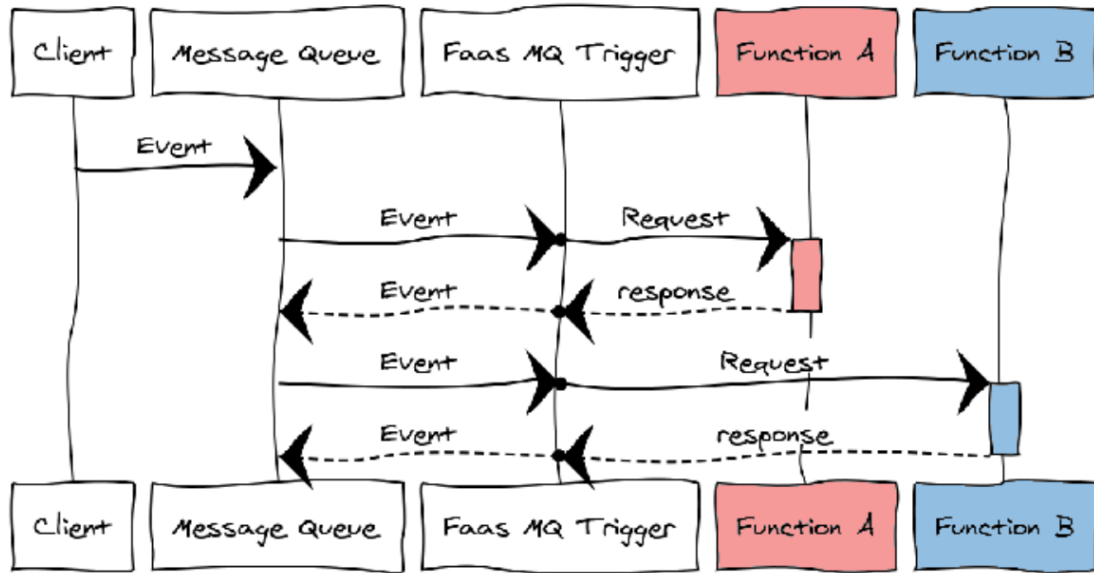 Client
Message Queue
Faas MQ Trigger
Function A
Function B
Event
Event
Request
Event
response
Event
Request
Event
response
Client
Message Queue
Faas MQ Trigger
Function A
Function B